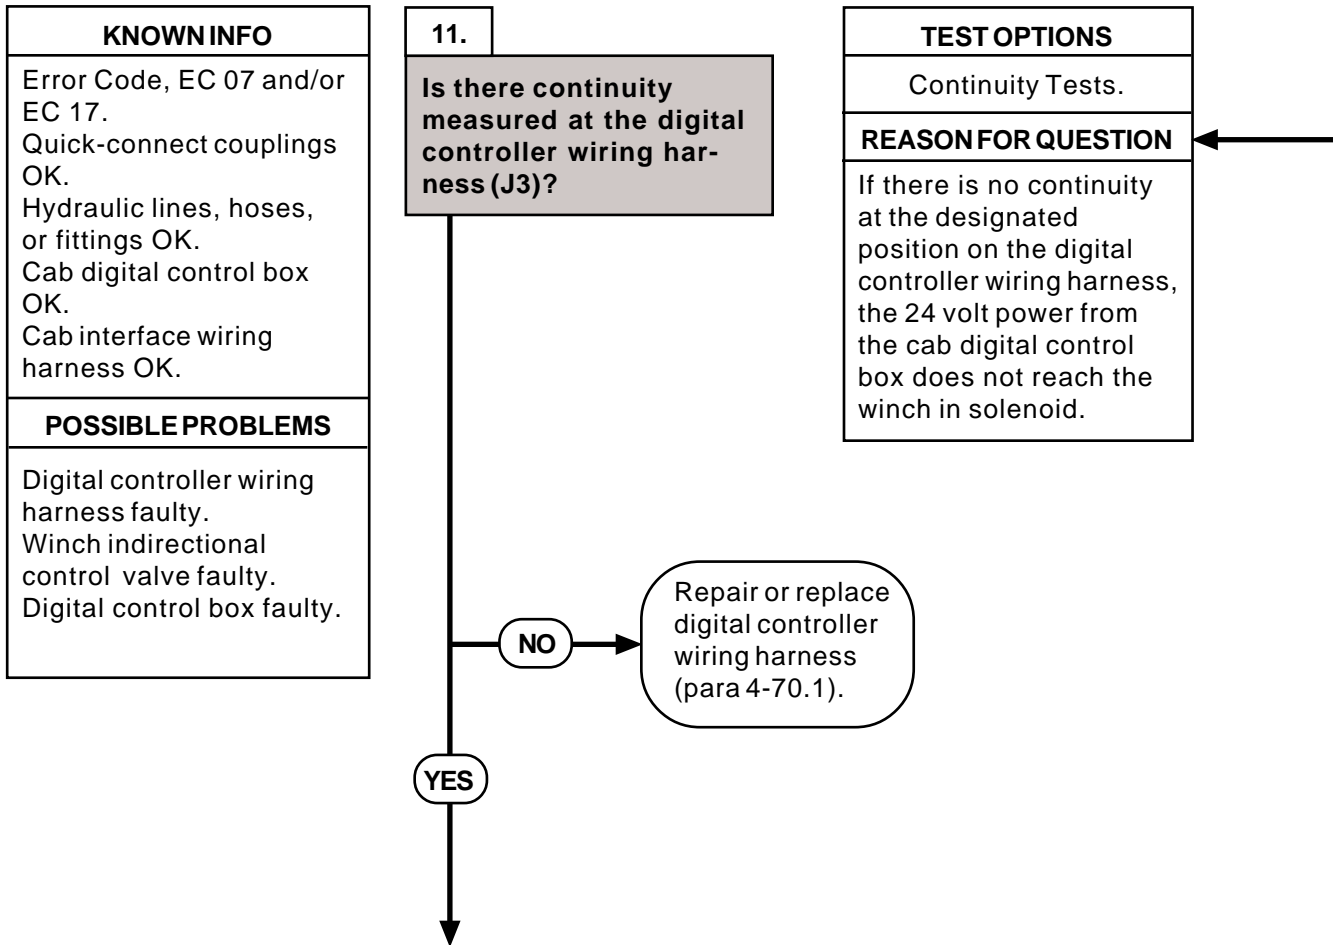 KNOWN INFO
Error Code, EC 07 and/or
EC 17.
Quick-connect couplings
OK.
Hydraulic lines, hoses,
or fittings OK.
Cab digital control box
OK.
Cab interface wiring
harness OK.
POSSIBLE PROBLEMS
Digital controller wiring
harness faulty.
Winch indirectional
control valve faulty.
Digital control box faulty.
11.
Is there continuity
measured at the digital
controller wiring har-
ness (J3)?
NO
Repair or replace
digital controller
wiring harness
(para 4-70.1).
YES
TEST OPTIONS
Continuity Tests.
REASON FOR QUESTION
If there is no continuity
at the designated
position on the digital
controller wiring harness,
the 24 volt power from
the cab digital control
box does not reach the
winch in solenoid.